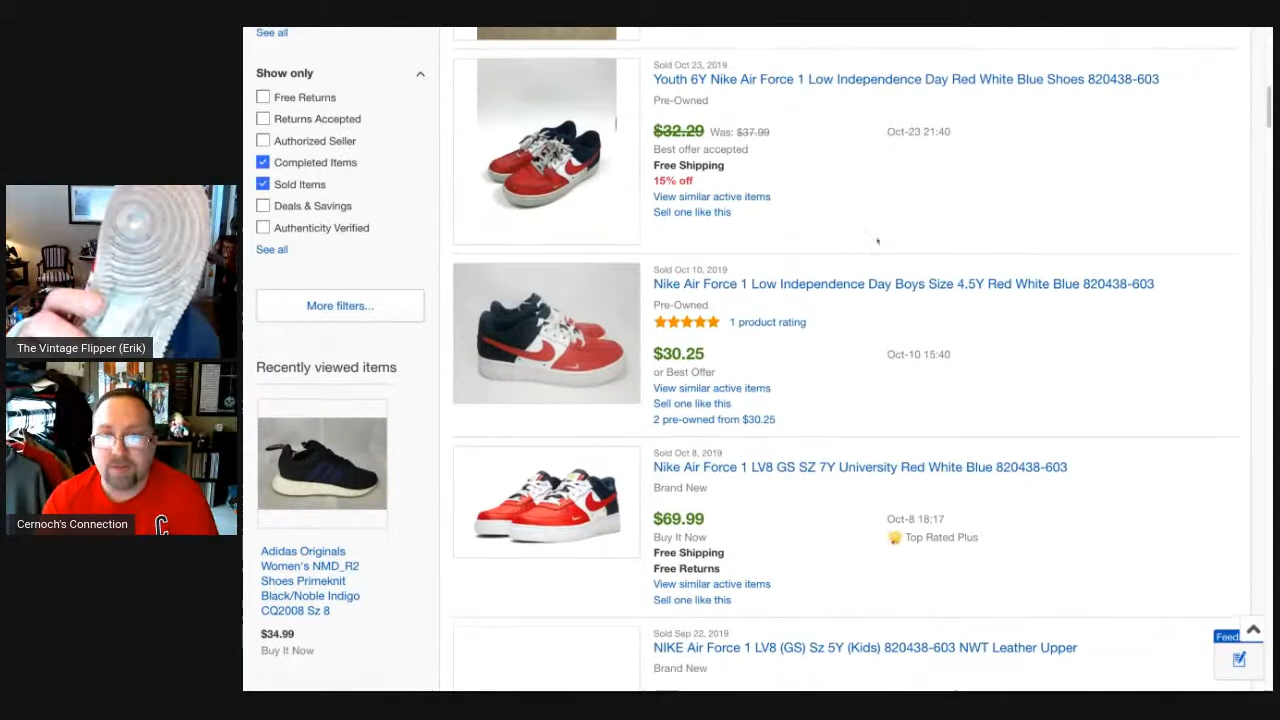 See all
Show only
Free Returns
Returns Accepted
Authorized Seller
Completed Items
Sold Items
Deals & Savings
Authenticity Verified
See all
More filters...
Recently viewed items
Adidas Originals
Women's NMD_R2
Shoes Primeknit
Black/Noble Indigo
CQ2008 Sz 8
$34.99
Buy It Now
The Vintage Flipper (Erik)
Cernoch's Connection
C
Sold Oct 23, 2019
Youth 6Y Nike Air Force 1 Low Independence Day Red White Blue Shoes 820438-603
Pre-Owned
$32.29 Was: $37.99 Oct-23 21:40
Best offer accepted
Free Shipping
15% off
View similar active items
Sell one like this
Sold Oct 10, 2019
Nike Air Force 1 Low Independence Day Boys Size 4.5Y Red White Blue 820438-603
Pre-Owned
1 product rating
$30.25 Oct-10 15:40
or Best Offer
View similar active items
Sell one like this
2 pre-owned from $30.25
Sold Oct 8, 2019
Nike Air Force 1 LV8 GS SZ 7Y University Red White Blue 820438-603
Brand New
$69.99 Oct-8 18:17
Buy It Now Top Rated Plus
Free Shipping
Free Returns
View similar active items
Sell one like this
Sold Sep 22, 2019
NIKE Air Force 1 LV8 (GS) Sz 5Y (Kids) 820438-603 NWT Leather Upper
Brand New
Feed